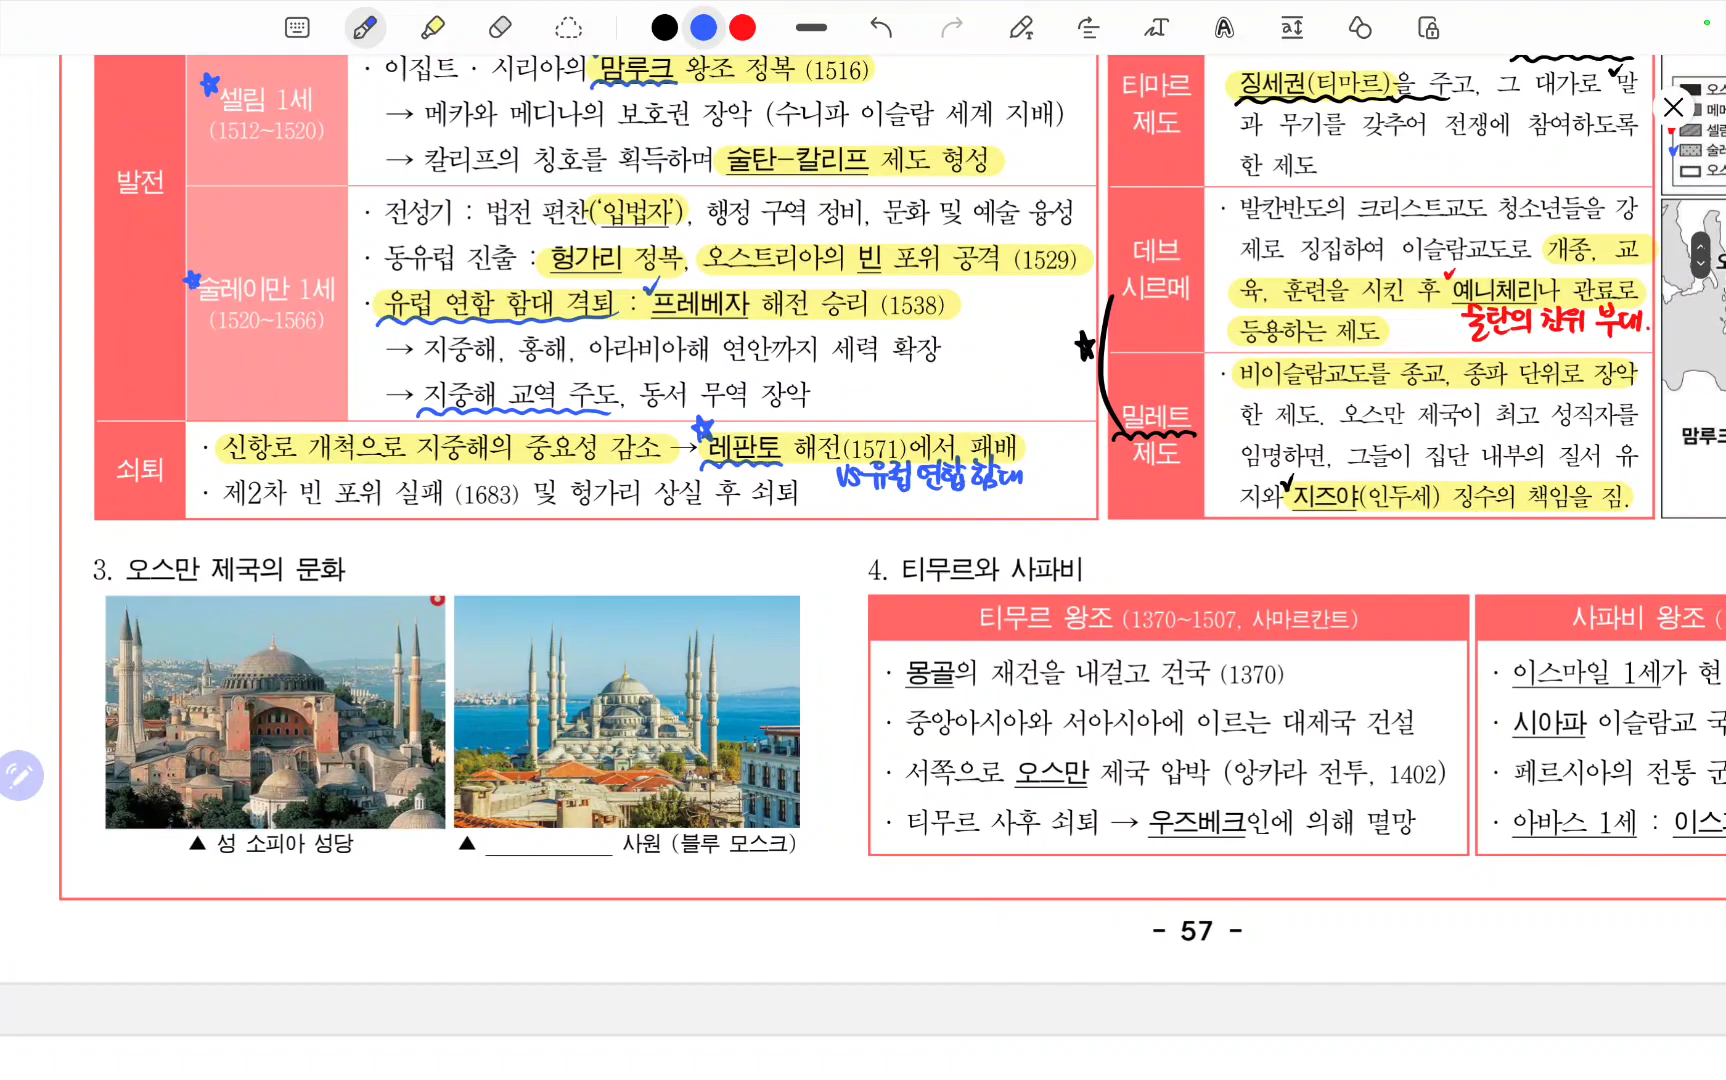 발전
셀림 1세
(1512~1520)
· 이집트 · 시리아의 맘루크 왕조 정복 (1516)
→ 메카와 메디나의 보호권 장악 (수니파 이슬람 세계 지배)
→ 칼리프의 칭호를 획득하며 술탄-칼리프 제도 형성
술레이만 1세
(1520~1566)
· 전성기 : 법전 편찬('입법자'), 행정 구역 정비, 문화 및 예술 융성
· 동유럽 진출 : 헝가리 정복, 오스트리아의 빈 포위 공격 (1529)
· 유럽 연합 함대 격퇴 : 프레베자 해전 승리 (1538)
→ 지중해, 홍해, 아라비아해 연안까지 세력 확장
→ 지중해 교역 주도, 동서 무역 장악
쇠퇴
· 신항로 개척으로 지중해의 중요성 감소 → 레판토 해전(1571)에서 패배
VS 유럽 연합 함대
· 제2차 빈 포위 실패 (1683) 및 헝가리 상실 후 쇠퇴
티마르
제도
징세권(티마르)을 주고, 그 대가로 말
과 무기를 갖추어 전쟁에 참여하도록
한 제도
데브
시르메
· 발칸반도의 크리스트교도 청소년들을 강
제로 징집하여 이슬람교도로 개종, 교
육, 훈련을 시킨 후 예니체리나 관료로
술탄의 친위 부대.
등용하는 제도
밀레트
제도
· 비이슬람교도를 종교, 종파 단위로 장악
한 제도. 오스만 제국이 최고 성직자를
임명하면, 그들이 집단 내부의 질서 유
지와 지즈야(인두세) 징수의 책임을 짐.
오스
메메
셀림
술레
오스
오
맘루크
3. 오스만 제국의 문화
▲ 성 소피아 성당
▲ ____________ 사원 (블루 모스크)
4. 티무르와 사파비
티무르 왕조 (1370~1507, 사마르칸트)
· 몽골의 재건을 내걸고 건국 (1370)
· 중앙아시아와 서아시아에 이르는 대제국 건설
· 서쪽으로 오스만 제국 압박 (앙카라 전투, 1402)
· 티무르 사후 쇠퇴 → 우즈베크인에 의해 멸망
사파비 왕조 (
· 이스마일 1세가 현
· 시아파 이슬람교 국
· 페르시아의 전통 군
· 아바스 1세 : 이스
- 57 -